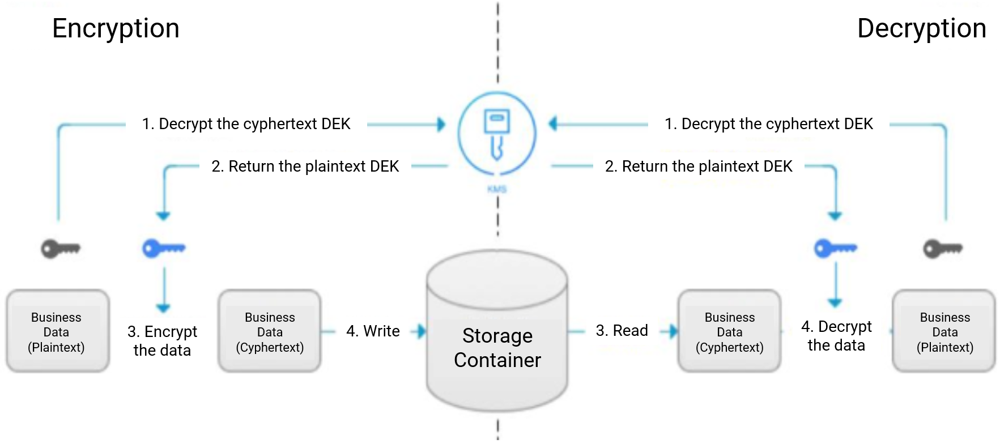 Encryption
Decryption
1. Decrypt the cyphertext DEK
1. Decrypt the cyphertext DEK
2. Return the plaintext DEK
2. Return the plaintext DEK
KMS
Business
Data
(Plaintext)
3. Encrypt
the data
Business
Data
(Cyphertext)
4. Write
Storage
Container
3. Read
Business
Data
(Cyphertext)
4. Decrypt
the data
Business
Data
(Plaintext)